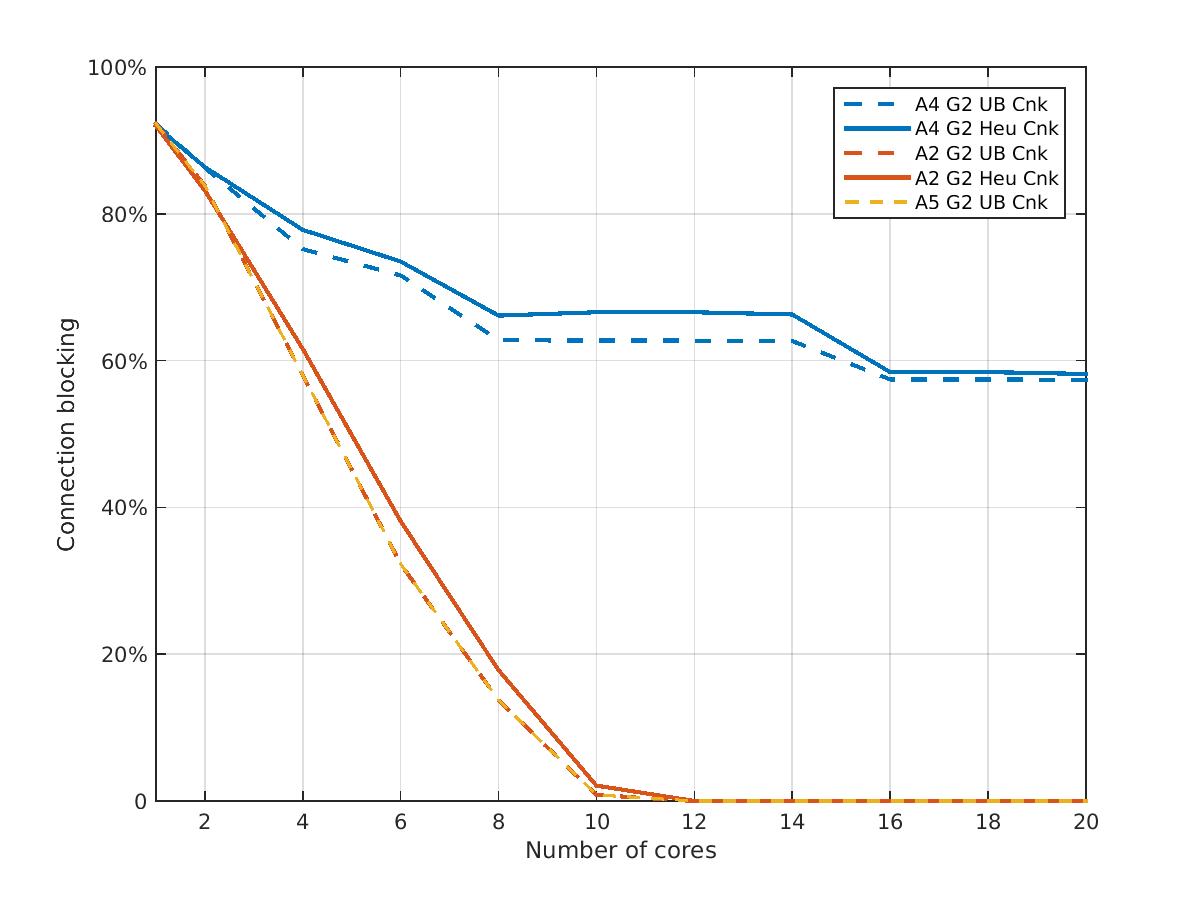 100%
80%
60%
40%
20%
0
Connection blocking
A4 G2 UB Cnk
A4 G2 Heu Cnk
A2 G2 UB Cnk
A2 G2 Heu Cnk
A5 G2 UB Cnk
2 4 6 8 10 12 14 16 18 20
Number of cores